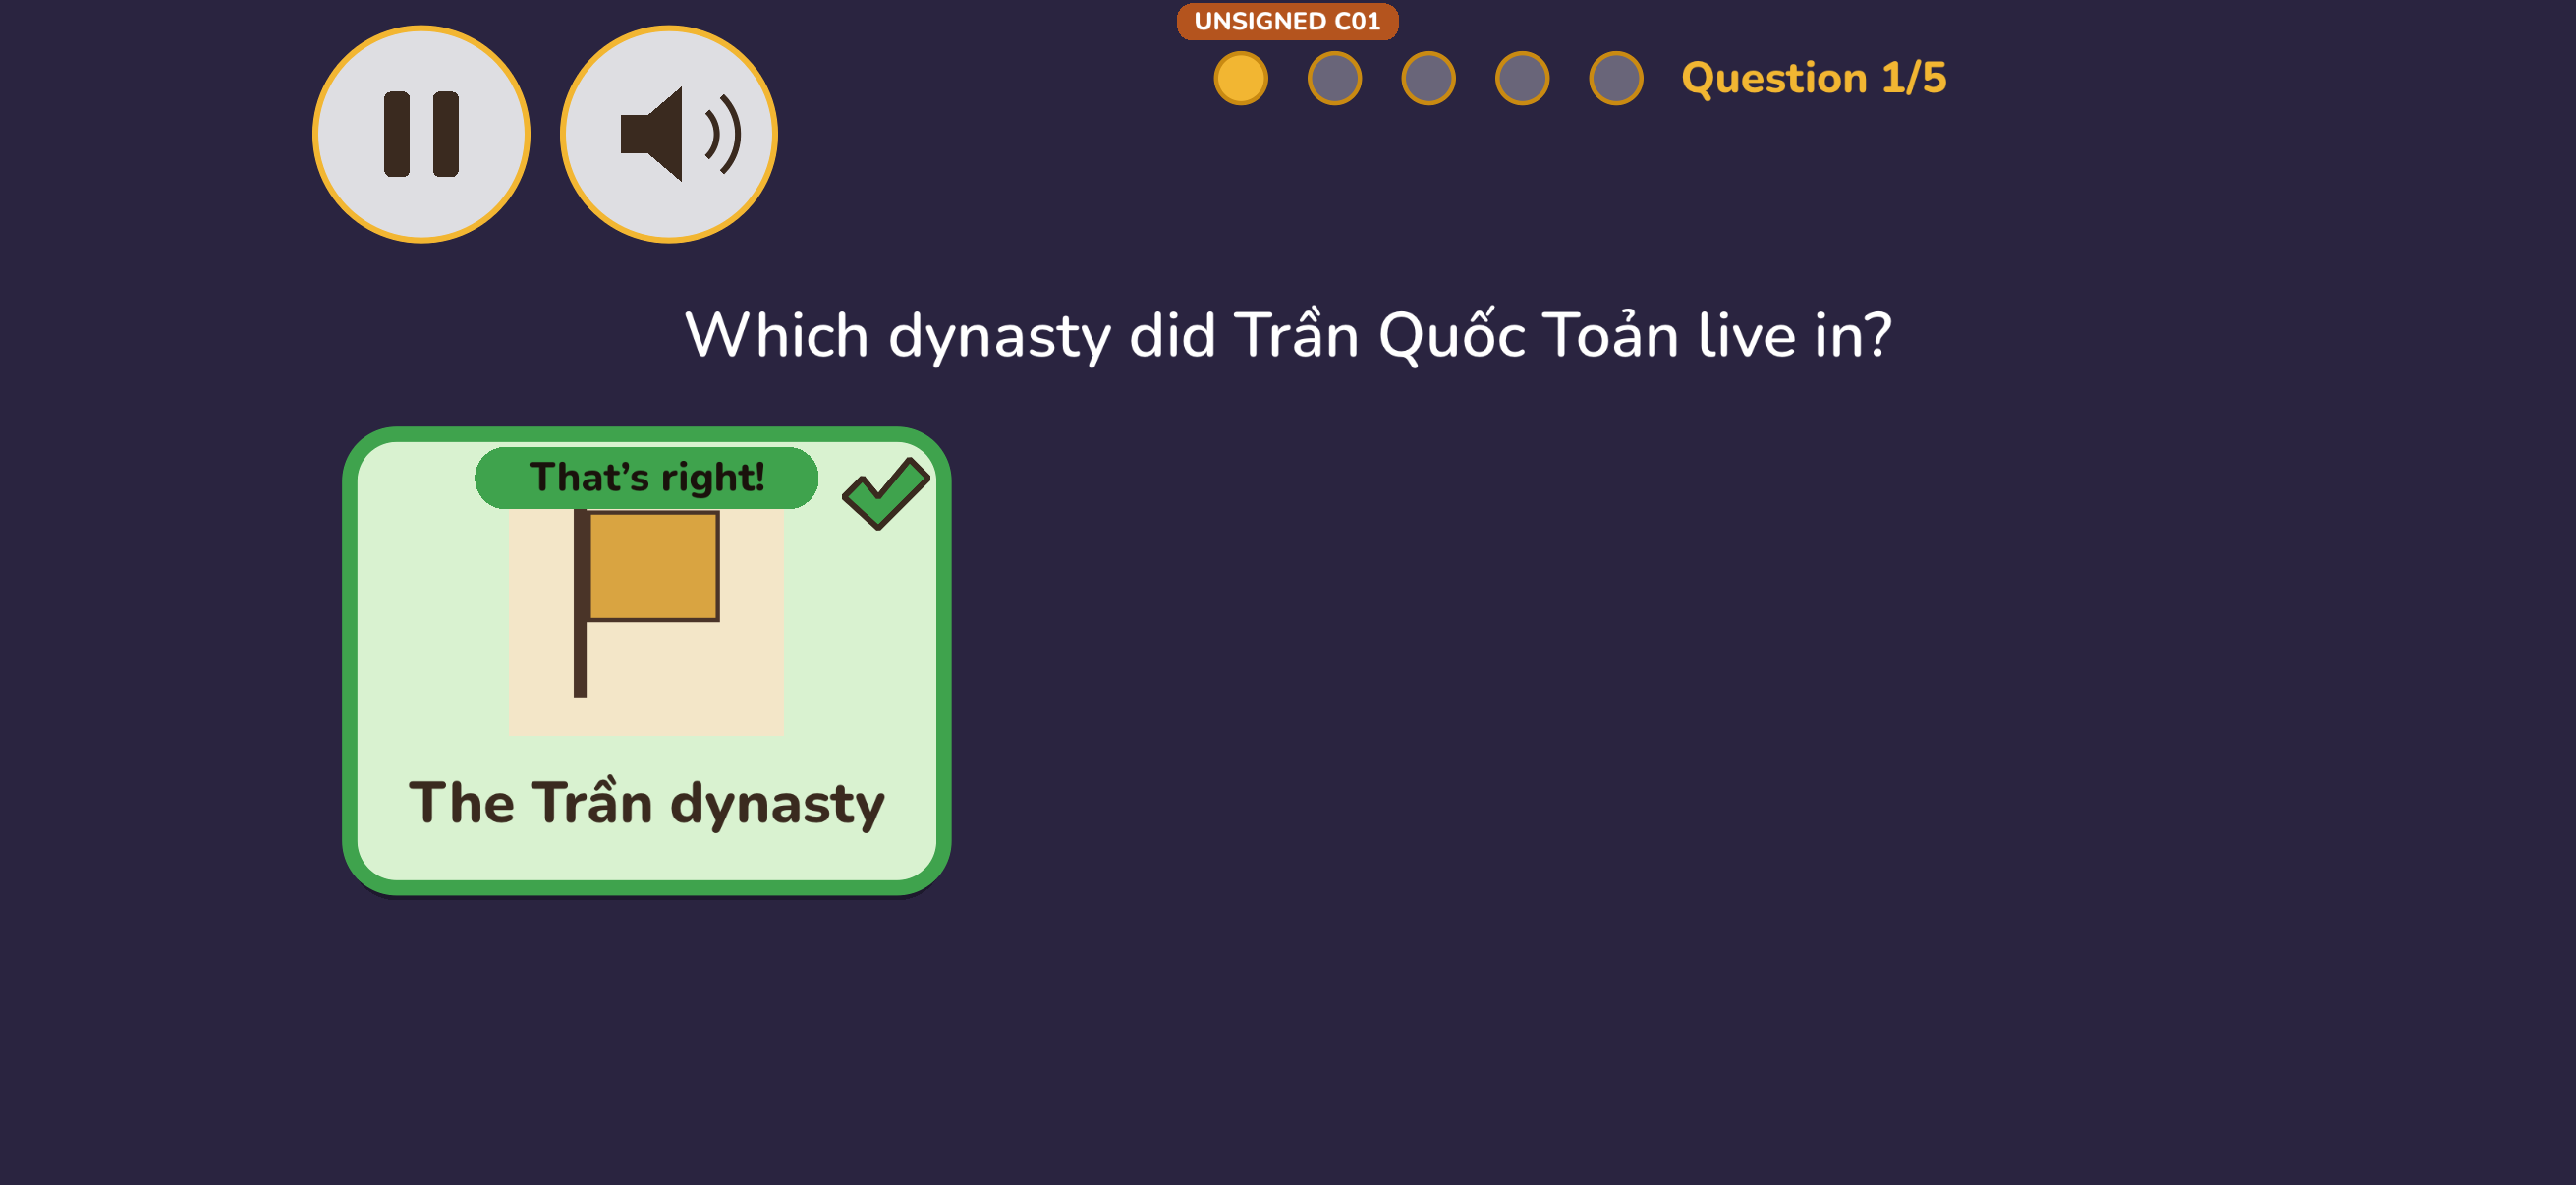 UNSIGNED C01
Question 1/5
Which dynasty did Trần Quốc Toản live in?
That’s right!
The Trần dynasty